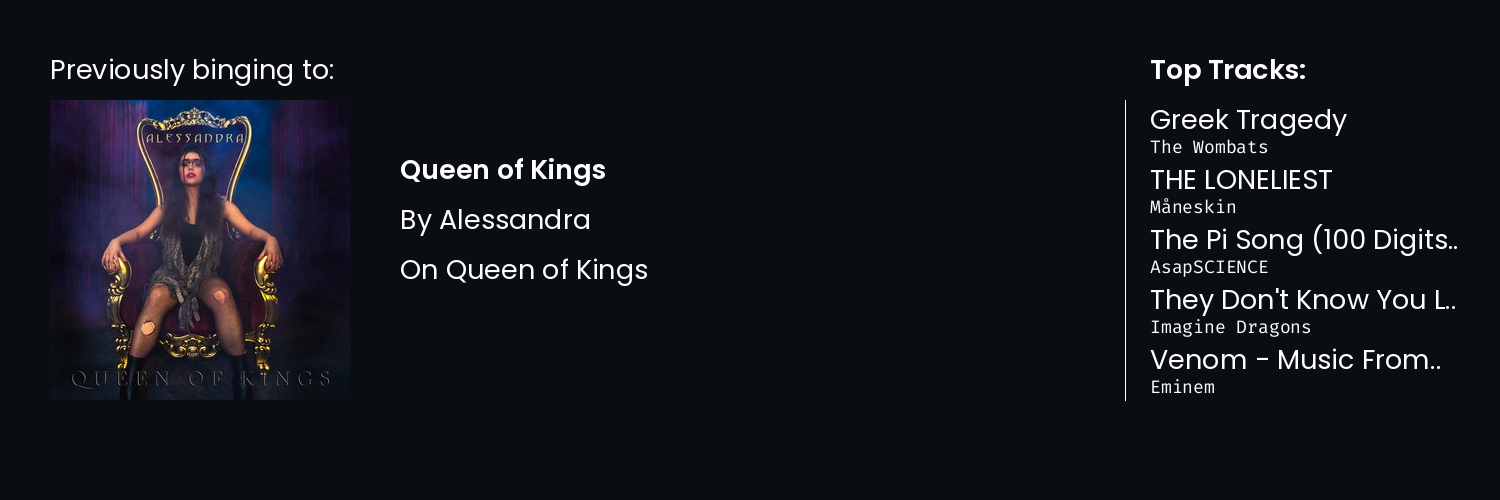 Previously binging to:
ALESSANDRA
QUEEN OF KINGS
Queen of Kings
By Alessandra
On Queen of Kings
Top Tracks:
Greek Tragedy
The Wombats
THE LONELIEST
Måneskin
The Pi Song (100 Digits..
AsapSCIENCE
They Don't Know You L..
Imagine Dragons
Venom - Music From..
Eminem